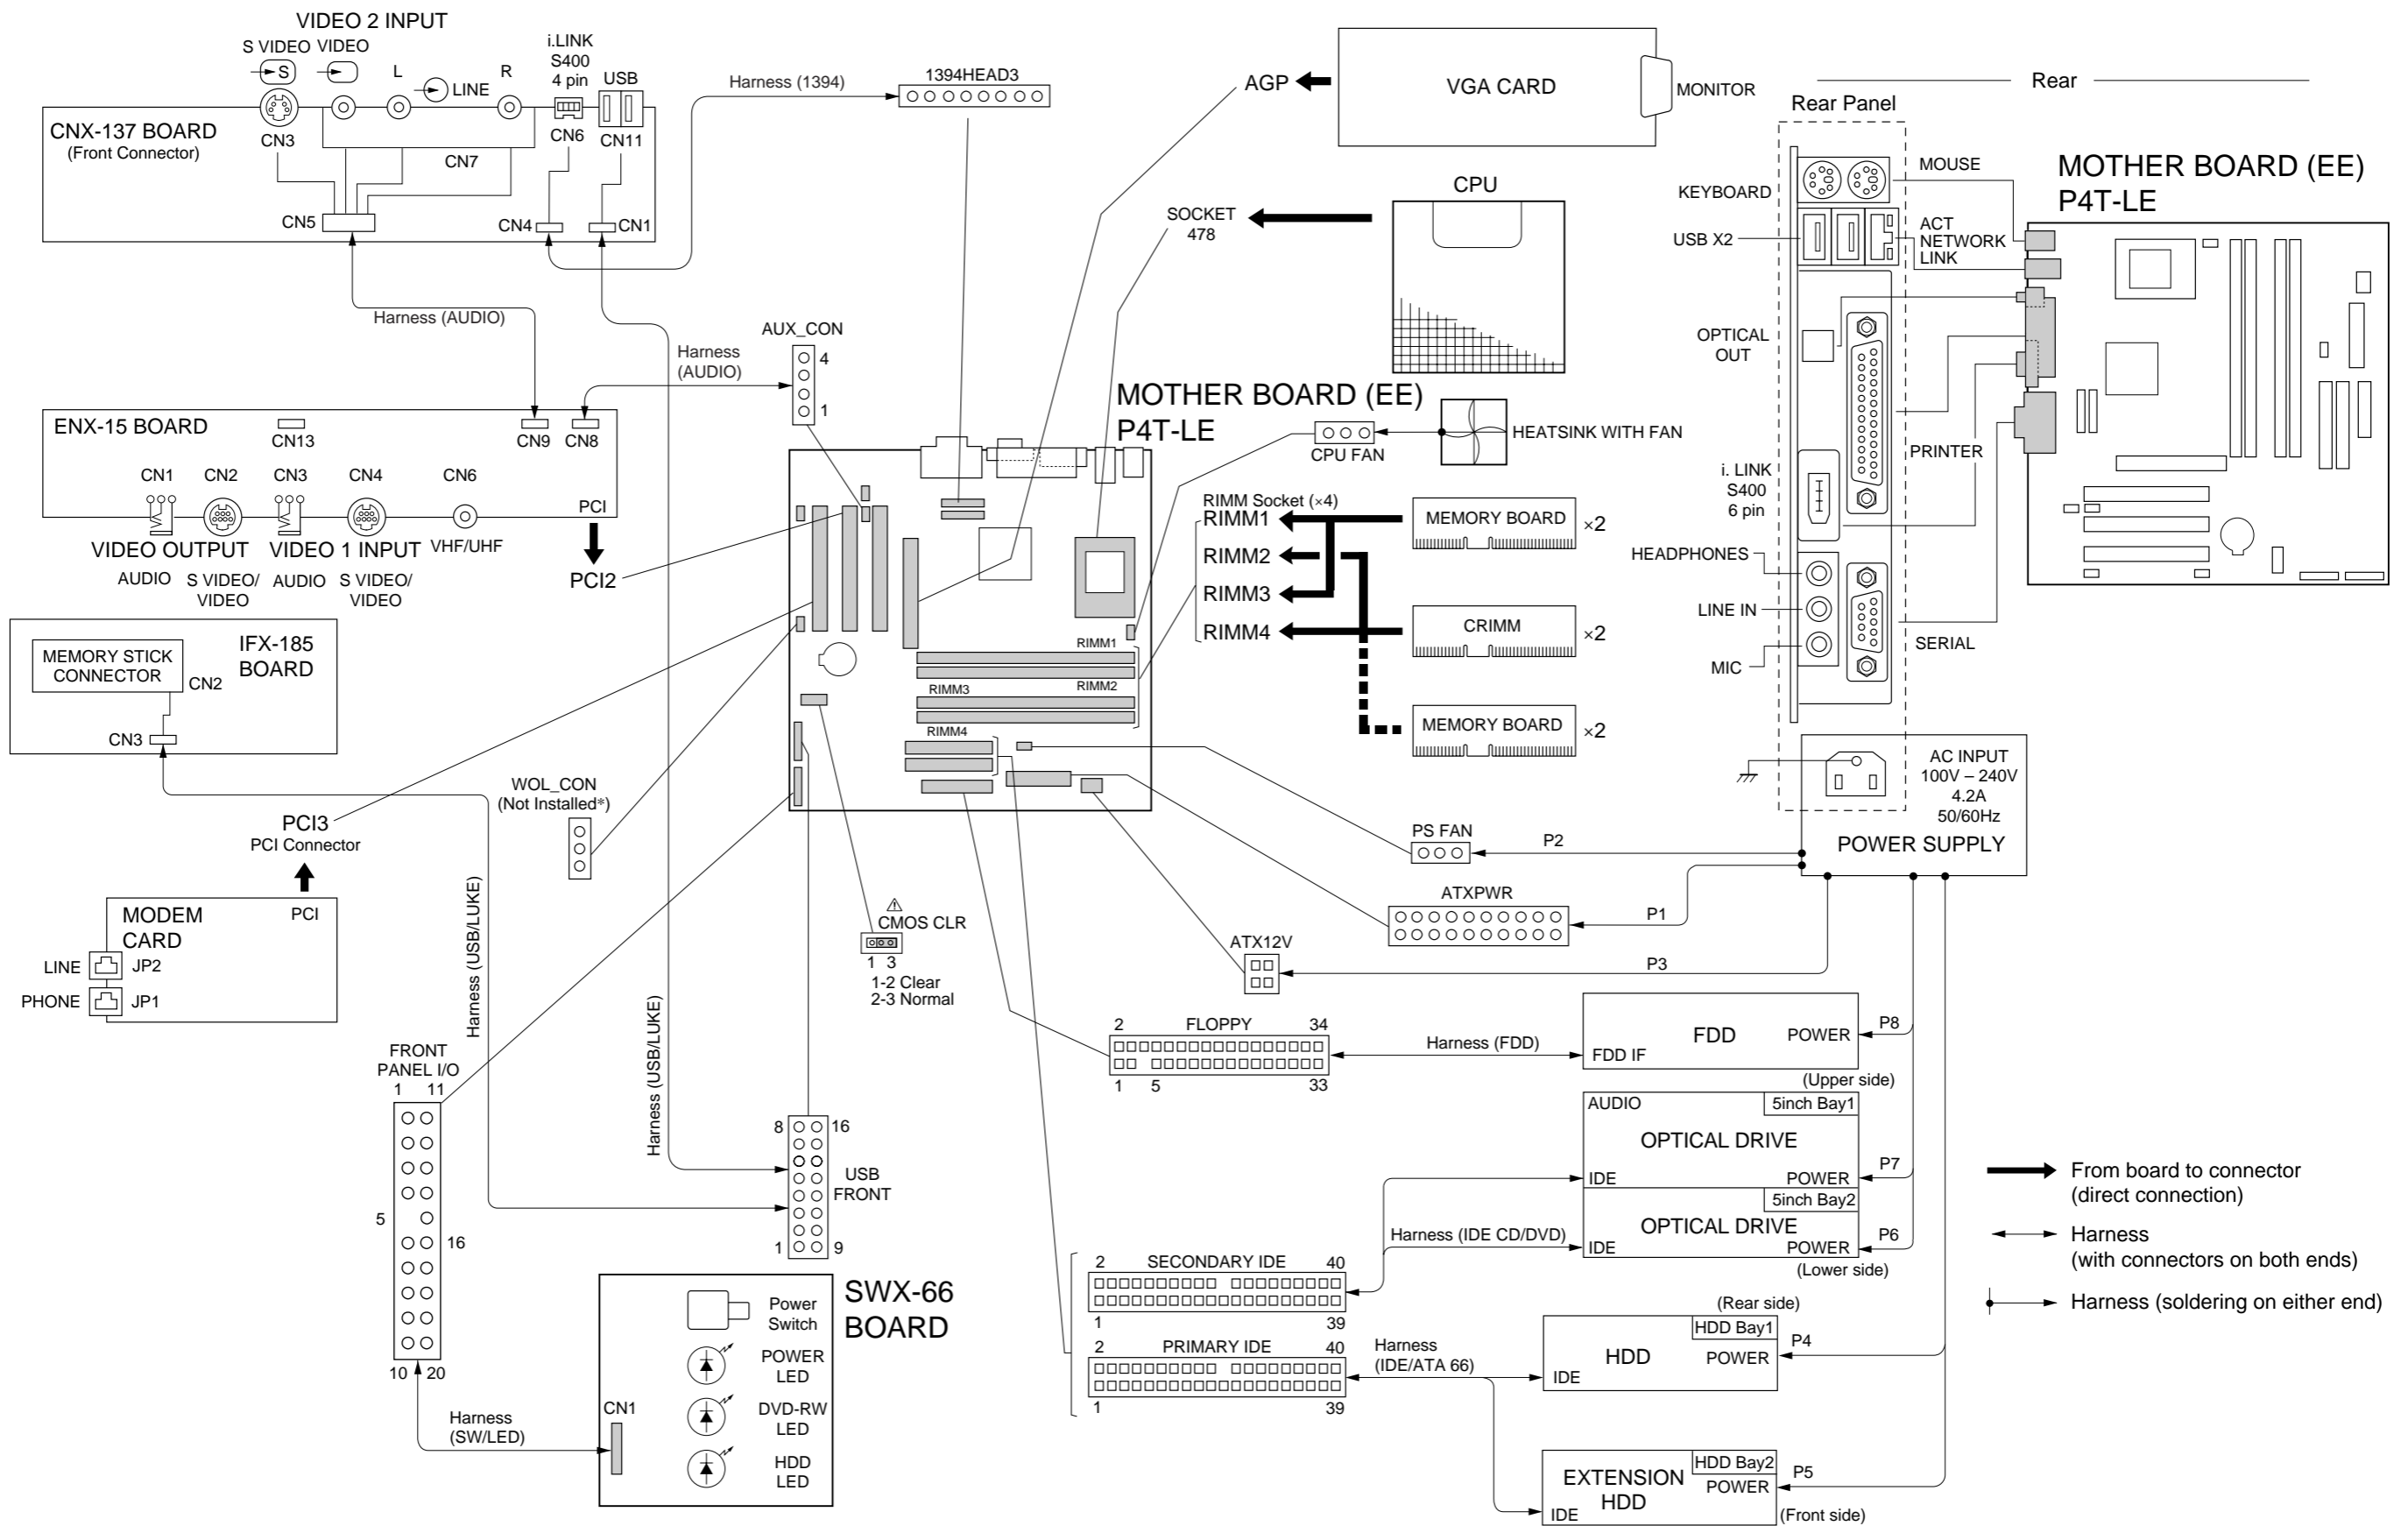 VIDEO 2 INPUT
S VIDEO
VIDEO
S
L
LINE
R
i.LINK
S400
4 pin
USB
CNX-137 BOARD
(Front Connector)
CN3
CN7
CN6
CN11
CN5
CN4
CN1
Harness (1394)
1394HEAD3
Harness (AUDIO)
Harness
(AUDIO)
AUX_CON
4
1
ENX-15 BOARD
CN13
CN9
CN8
CN1
CN2
CN3
CN4
CN6
PCI
VIDEO OUTPUT
VIDEO 1 INPUT
VHF/UHF
AUDIO
S VIDEO/
VIDEO
AUDIO
S VIDEO/
VIDEO
PCI2
IFX-185
BOARD
MEMORY STICK
CONNECTOR
CN2
CN3
WOL_CON
(Not Installed*)
PCI3
PCI Connector
MODEM
CARD
PCI
LINE
JP2
PHONE
JP1
Harness (USB/LUKE)
Harness (USB/LUKE)
FRONT
PANEL I/O
1 11
5
16
10 20
Harness
(SW/LED)
8
16
USB
FRONT
1
9
SWX-66
BOARD
Power
Switch
POWER
LED
DVD-RW
LED
HDD
LED
CN1
CMOS CLR
1 3
1-2 Clear
2-3 Normal
AGP
VGA CARD
MONITOR
CPU
SOCKET
478
MOTHER BOARD (EE)
P4T-LE
CPU FAN
HEATSINK WITH FAN
RIMM Socket (×4)
RIMM1
RIMM2
RIMM3
RIMM4
MEMORY BOARD
×2
CRIMM
×2
MEMORY BOARD
×2
RIMM1
RIMM3
RIMM2
RIMM4
PS FAN
P2
ATXPWR
P1
ATX12V
P3
2
FLOPPY
34
1
5
33
Harness (FDD)
FDD
POWER
FDD IF
P8
(Upper side)
AUDIO
5inch Bay1
OPTICAL DRIVE
IDE
POWER
P7
5inch Bay2
OPTICAL DRIVE
IDE
POWER
P6
(Lower side)
Harness (IDE CD/DVD)
2
SECONDARY IDE
40
1
39
2
PRIMARY IDE
40
1
39
Harness
(IDE/ATA 66)
(Rear side)
HDD Bay1
HDD
POWER
IDE
P4
HDD Bay2
EXTENSION
HDD
POWER
IDE
P5
(Front side)
Rear
Rear Panel
KEYBOARD
MOUSE
USB X2
ACT
NETWORK
LINK
OPTICAL
OUT
PRINTER
i. LINK
S400
6 pin
HEADPHONES
LINE IN
MIC
SERIAL
MOTHER BOARD (EE)
P4T-LE
AC INPUT
100V – 240V
4.2A
50/60Hz
POWER SUPPLY
From board to connector
(direct connection)
Harness
(with connectors on both ends)
Harness (soldering on either end)